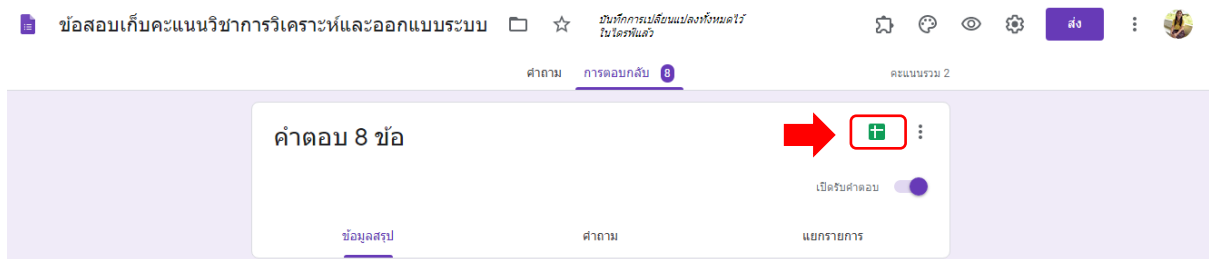 ข้อสอบเก็บคะแนนวิชาการวิเคราะห์และออกแบบระบบ
บันทึกการเปลี่ยนแปลงทั้งหมดไว้
ในไดรฟ์แล้ว
ส่ง
คำถาม การตอบกลับ 8
คะแนนรวม 2
คำตอบ 8 ข้อ
เปิดรับคำตอบ
ข้อมูลสรุป คำถาม แยกรายการ